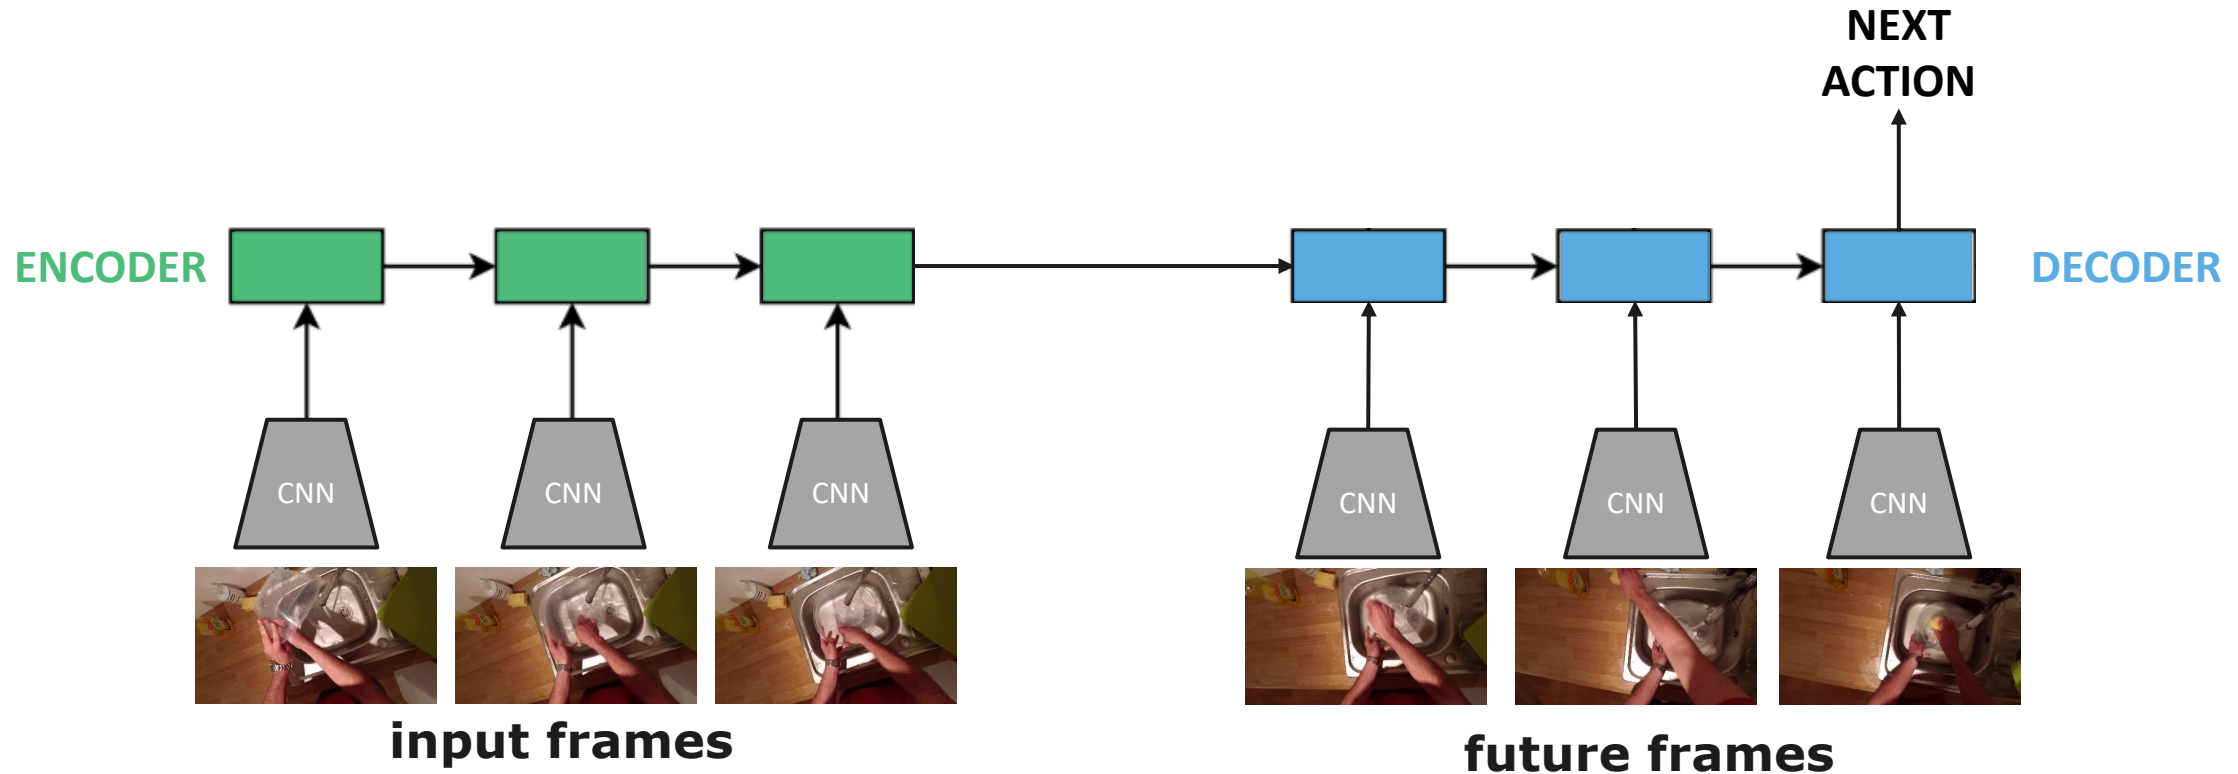 NEXT
ACTION
ENCODER
DECODER
CNN
CNN
CNN
CNN
CNN
CNN
input frames
future frames